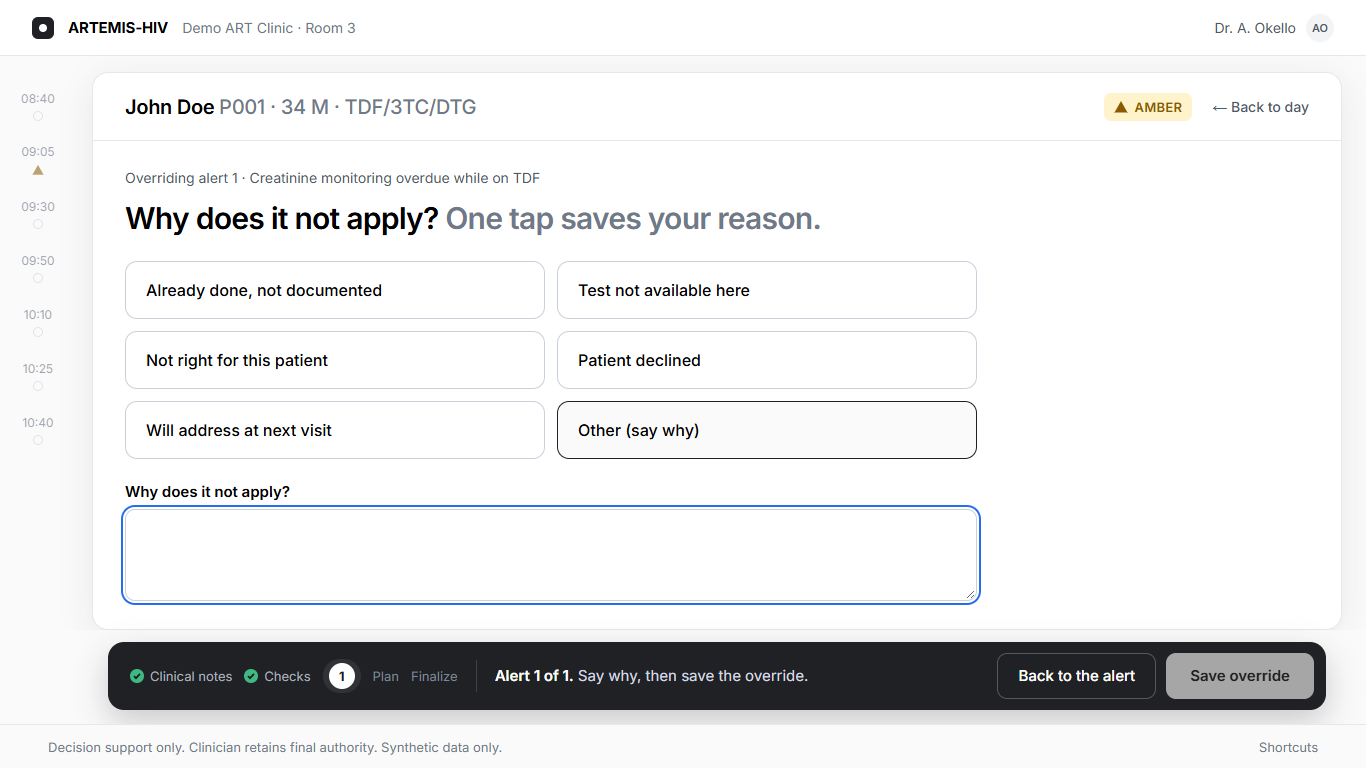 ARTEMIS-HIV Demo ART Clinic · Room 3
Dr. A. Okello AO
08:40
09:05
09:30
09:50
10:10
10:25
10:40
John Doe P001 · 34 M · TDF/3TC/DTG
AMBER
← Back to day
Overriding alert 1 · Creatinine monitoring overdue while on TDF
Why does it not apply? One tap saves your reason.
Already done, not documented
Test not available here
Not right for this patient
Patient declined
Will address at next visit
Other (say why)
Why does it not apply?
Clinical notes Checks 1 Plan Finalize
Alert 1 of 1. Say why, then save the override.
Back to the alert
Save override
Decision support only. Clinician retains final authority. Synthetic data only.
Shortcuts